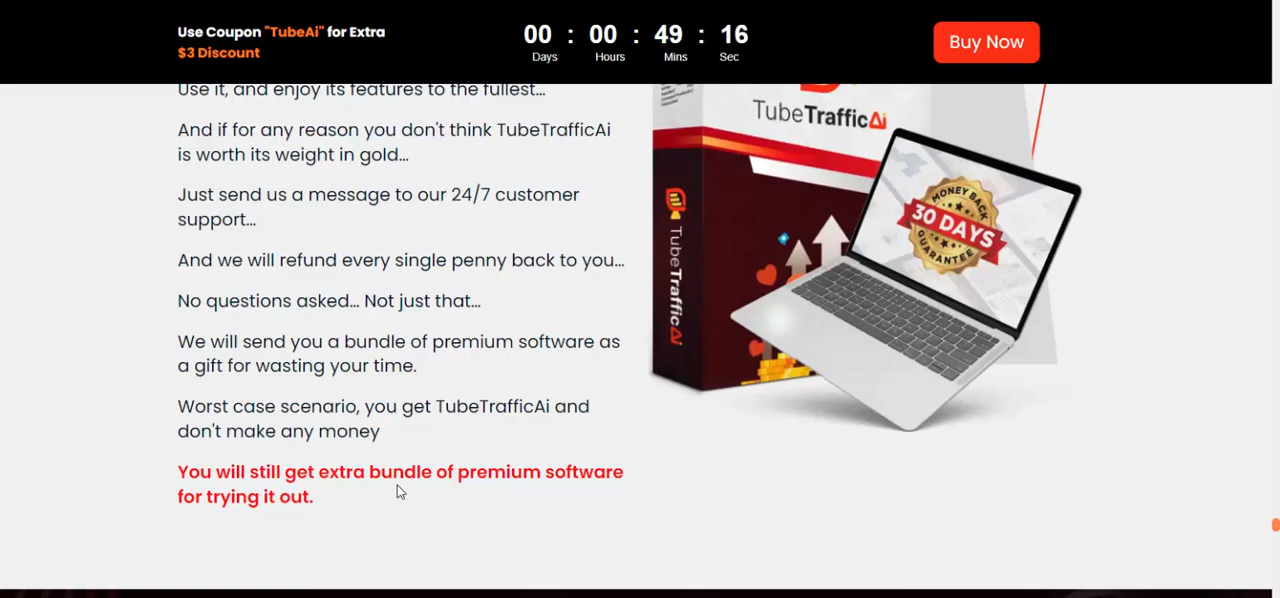 Use Coupon "TubeAi" for Extra
$3 Discount
00 : 00 : 49 : 16
Days Hours Mins Sec
Buy Now
Use it, and enjoy its features to the fullest...
And if for any reason you don't think TubeTrafficAi
is worth its weight in gold...
Just send us a message to our 24/7 customer
support...
And we will refund every single penny back to you...
No questions asked... Not just that...
We will send you a bundle of premium software as
a gift for wasting your time.
Worst case scenario, you get TubeTrafficAi and
don't make any money
You will still get extra bundle of premium software
for trying it out.
TubeTrafficAi
TubeTrafficAi
MONEY BACK
30 DAYS
GUARANTEE